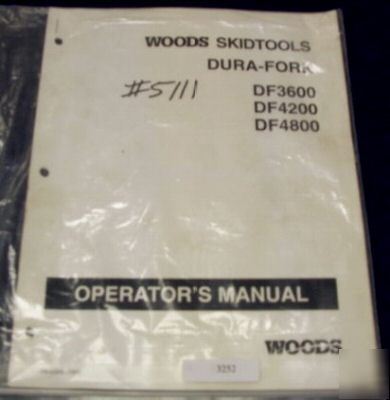 WOODS SKIDTOOLS
DURA-FORK
#5111
DF3600
DF4200
DF4800
OPERATOR'S MANUAL
WOODS
3252